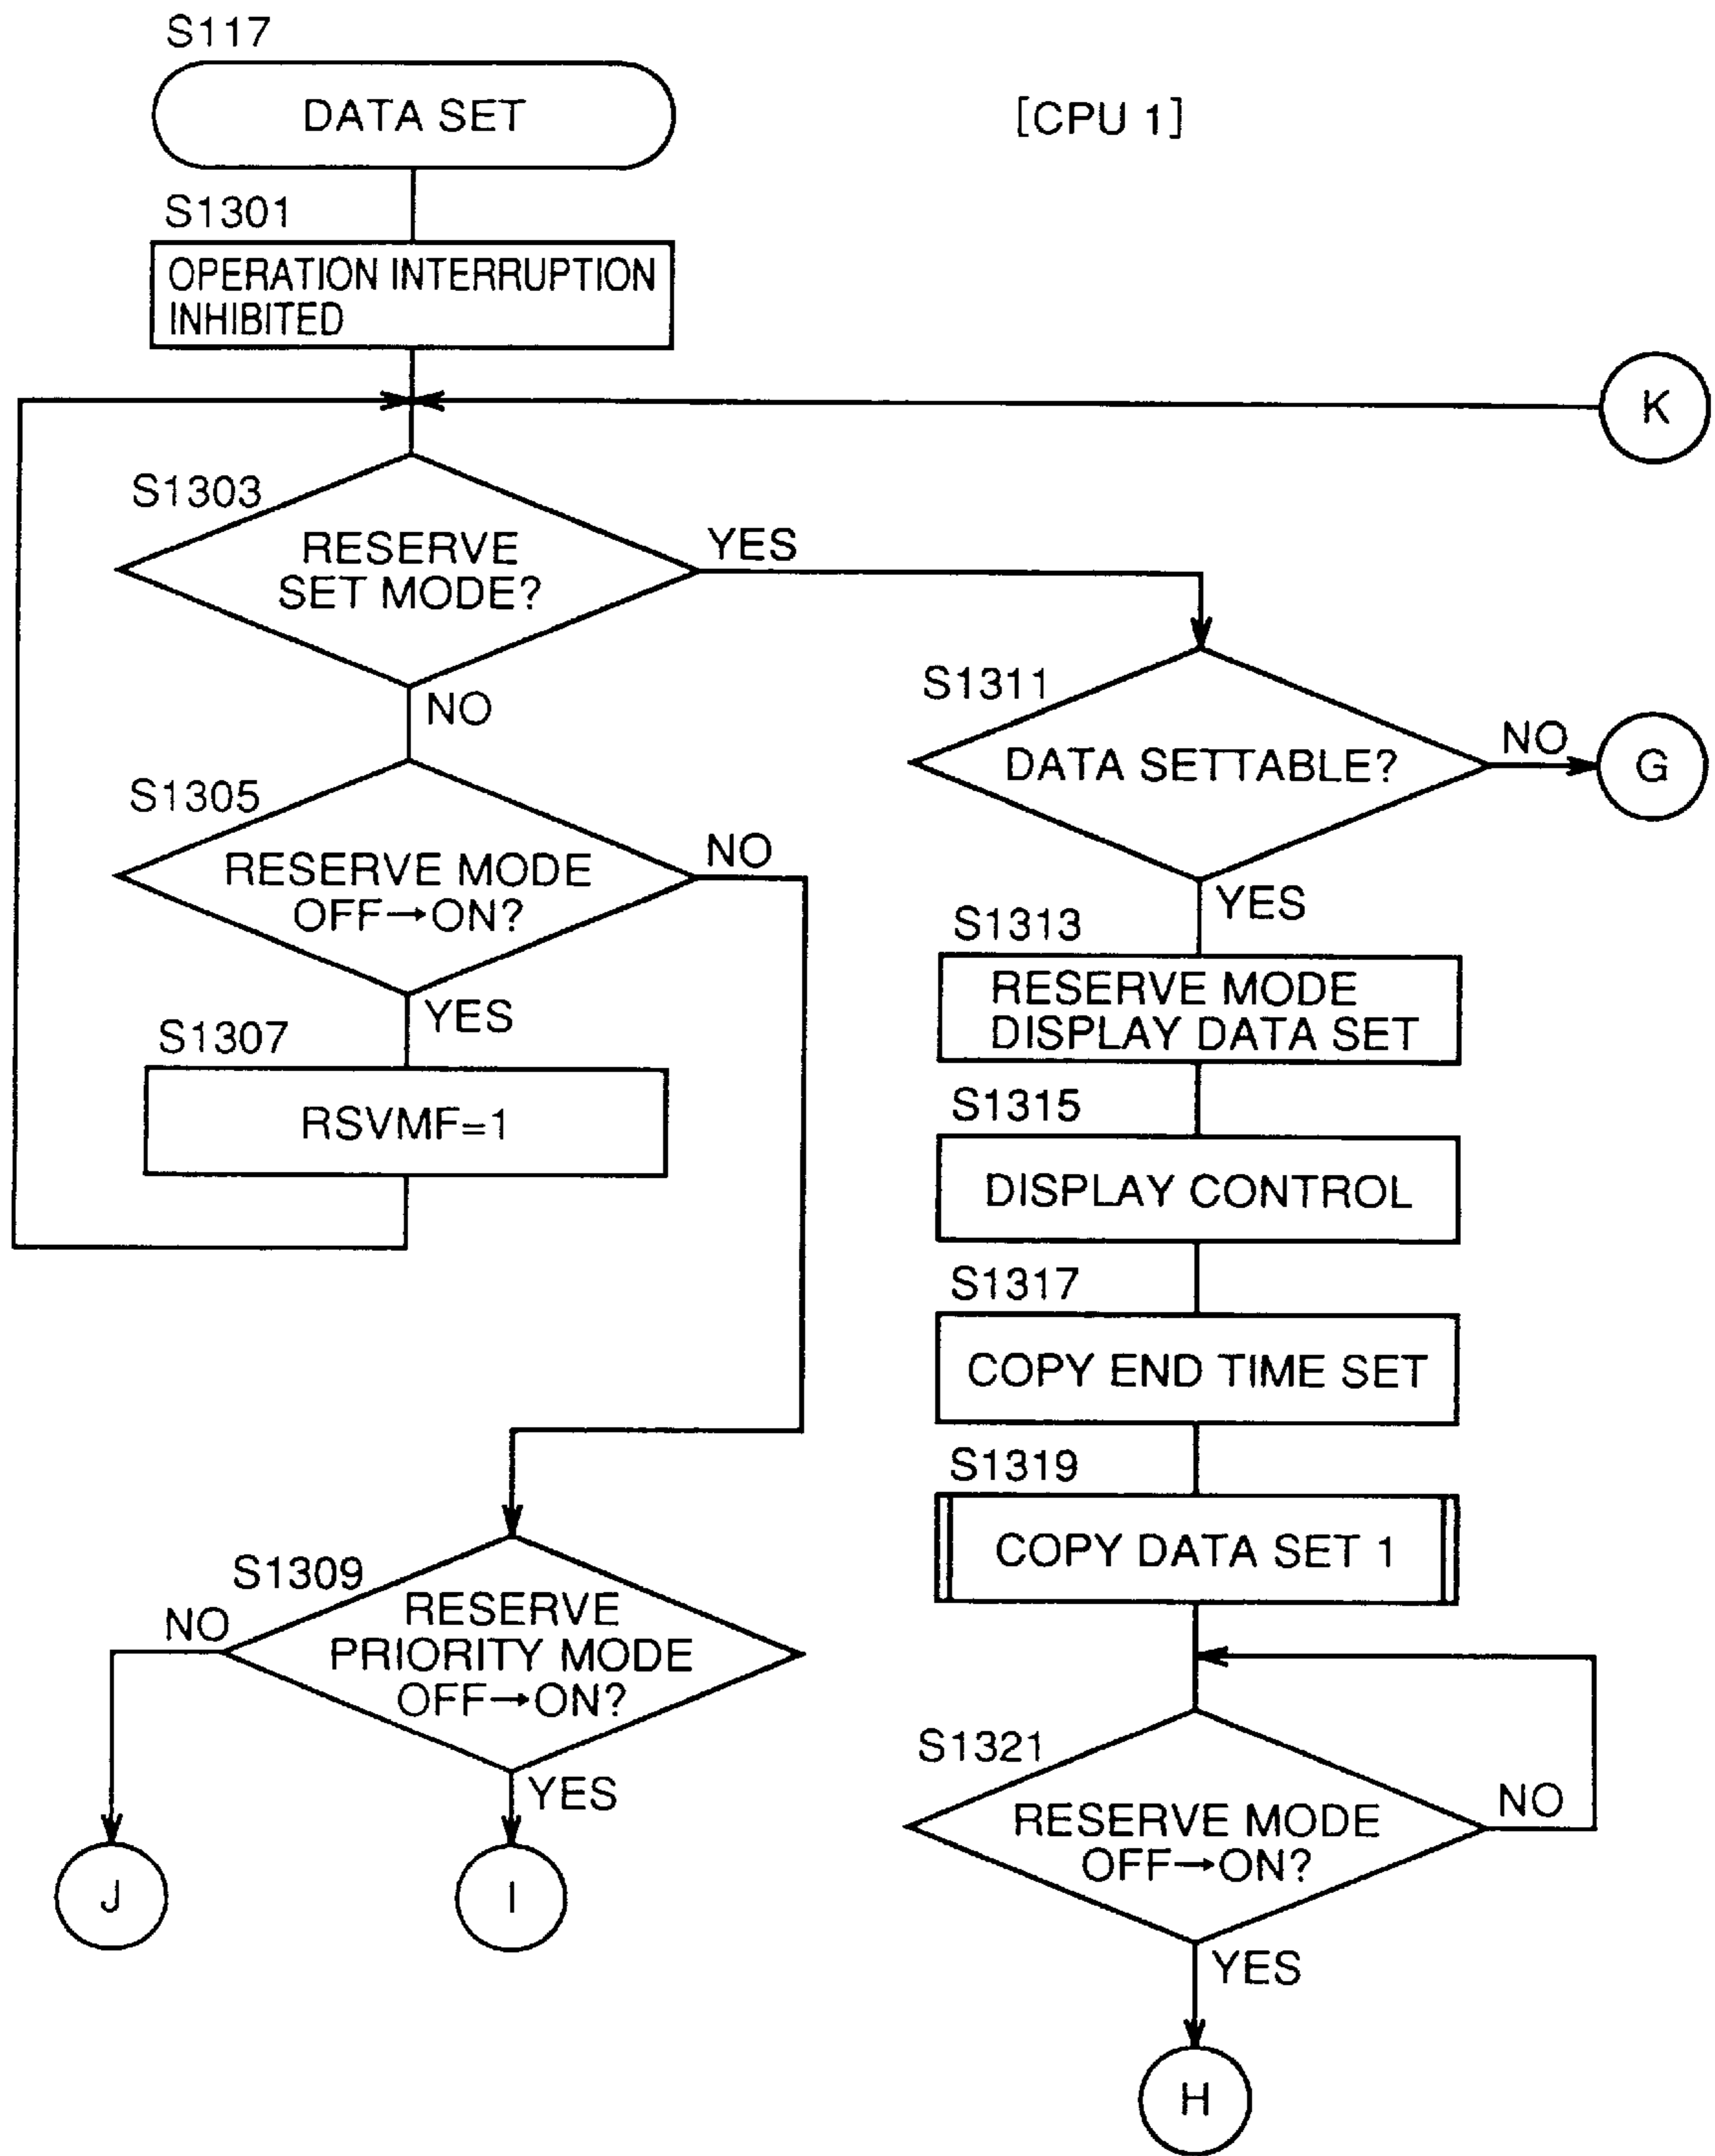 S117
DATA SET
[CPU 1]
S1301
OPERATION INTERRUPTION
INHIBITED
K
S1303
RESERVE
SET MODE?
YES
NO
S1305
RESERVE MODE
OFF→ON?
NO
YES
S1307
RSVMF=1
S1309
RESERVE
PRIORITY MODE
OFF→ON?
NO
YES
J
I
S1311
DATA SETTABLE?
NO
G
YES
S1313
RESERVE MODE
DISPLAY DATA SET
S1315
DISPLAY CONTROL
S1317
COPY END TIME SET
S1319
COPY DATA SET 1
S1321
RESERVE MODE
OFF→ON?
NO
YES
H